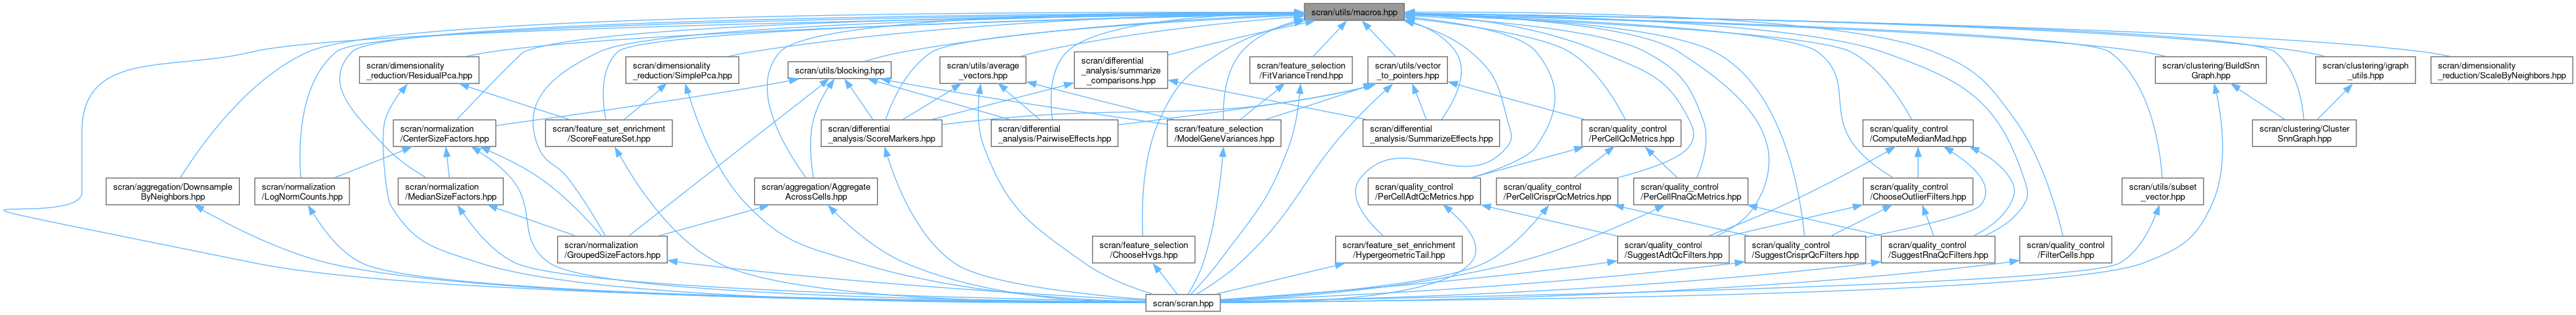 scran/utils/macros.hpp
scran/dimensionality
_reduction/ResidualPca.hpp
scran/dimensionality
_reduction/SimplePca.hpp
scran/utils/blocking.hpp
scran/utils/average
_vectors.hpp
scran/differential
_analysis/summarize
_comparisons.hpp
scran/feature_selection
/FitVarianceTrend.hpp
scran/utils/vector
_to_pointers.hpp
scran/clustering/BuildSnn
Graph.hpp
scran/clustering/igraph
_utils.hpp
scran/dimensionality
_reduction/ScaleByNeighbors.hpp
scran/normalization
/CenterSizeFactors.hpp
scran/feature_set_enrichment
/ScoreFeatureSet.hpp
scran/differential
_analysis/ScoreMarkers.hpp
scran/differential
_analysis/PairwiseEffects.hpp
scran/feature_selection
/ModelGeneVariances.hpp
scran/differential
_analysis/SummarizeEffects.hpp
scran/quality_control
/PerCellQcMetrics.hpp
scran/quality_control
/ComputeMedianMad.hpp
scran/clustering/Cluster
SnnGraph.hpp
scran/aggregation/Downsample
ByNeighbors.hpp
scran/normalization
/LogNormCounts.hpp
scran/normalization
/MedianSizeFactors.hpp
scran/aggregation/Aggregate
AcrossCells.hpp
scran/quality_control
/PerCellAdtQcMetrics.hpp
scran/quality_control
/PerCellCrisprQcMetrics.hpp
scran/quality_control
/PerCellRnaQcMetrics.hpp
scran/quality_control
/ChooseOutlierFilters.hpp
scran/utils/subset
_vector.hpp
scran/normalization
/GroupedSizeFactors.hpp
scran/feature_selection
/ChooseHvgs.hpp
scran/feature_set_enrichment
/HypergeometricTail.hpp
scran/quality_control
/SuggestAdtQcFilters.hpp
scran/quality_control
/SuggestCrisprQcFilters.hpp
scran/quality_control
/SuggestRnaQcFilters.hpp
scran/quality_control
/FilterCells.hpp
scran/scran.hpp